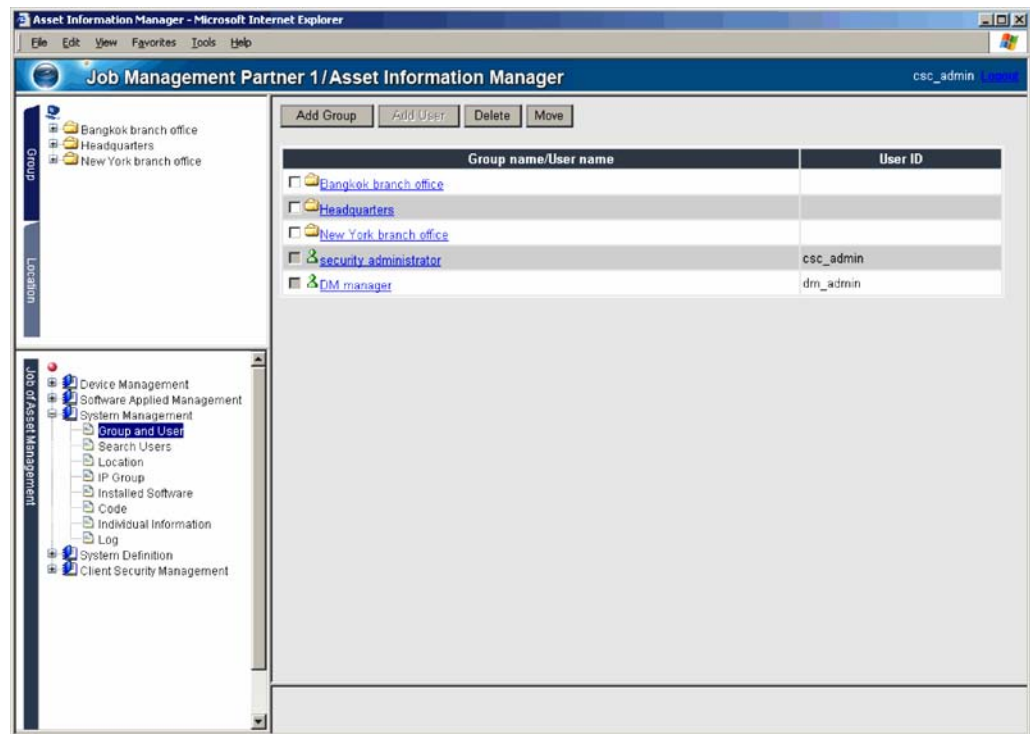 Asset Information Manager - Microsoft Internet Explorer
File Edit View Favorites Tools Help
Job Management Partner 1/Asset Information Manager
csc_admin Logout
Group
Location
Bangkok branch office
Headquarters
New York branch office
Job of Asset Management
Device Management
Software Applied Management
System Management
Group and User
Search Users
Location
IP Group
Installed Software
Code
Individual Information
Log
System Definition
Client Security Management
Add Group Add User Delete Move
Group name/User name User ID
Bangkok branch office
Headquarters
New York branch office
security administrator csc_admin
DM manager dm_admin